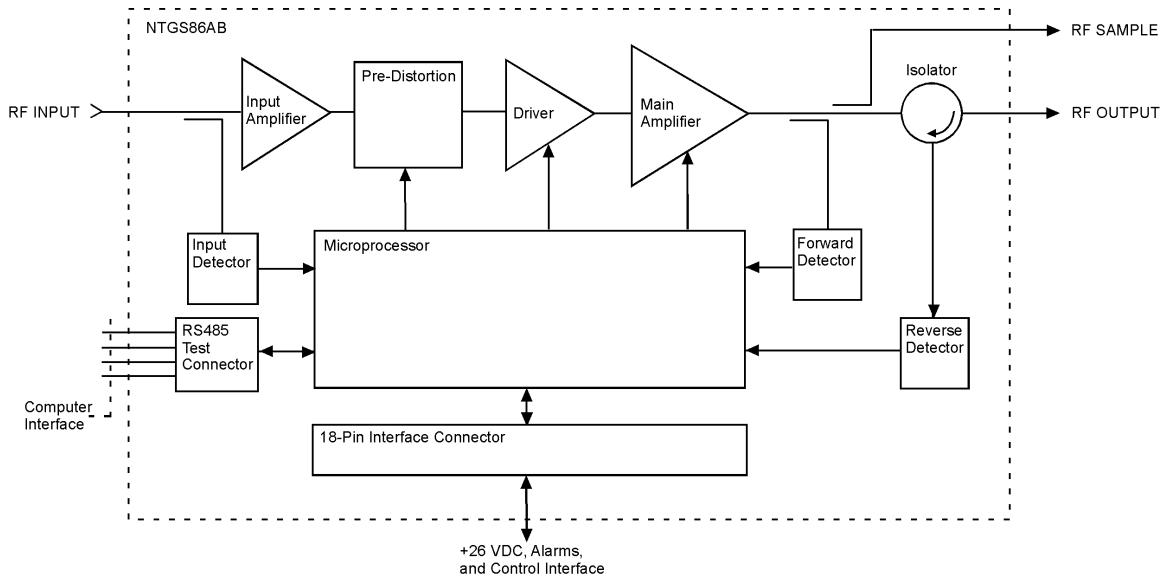 NTGS86AB
RF SAMPLE
Isolator
Pre-Distortion
RF INPUT
Input
Amplifier
Driver
Main
Amplifier
RF OUTPUT
Input
Detector
Microprocessor
Forward
Detector
RS485
Test
Connector
Reverse
Detector
Computer
Interface
18-Pin Interface Connector
+26 VDC, Alarms,
and Control Interface